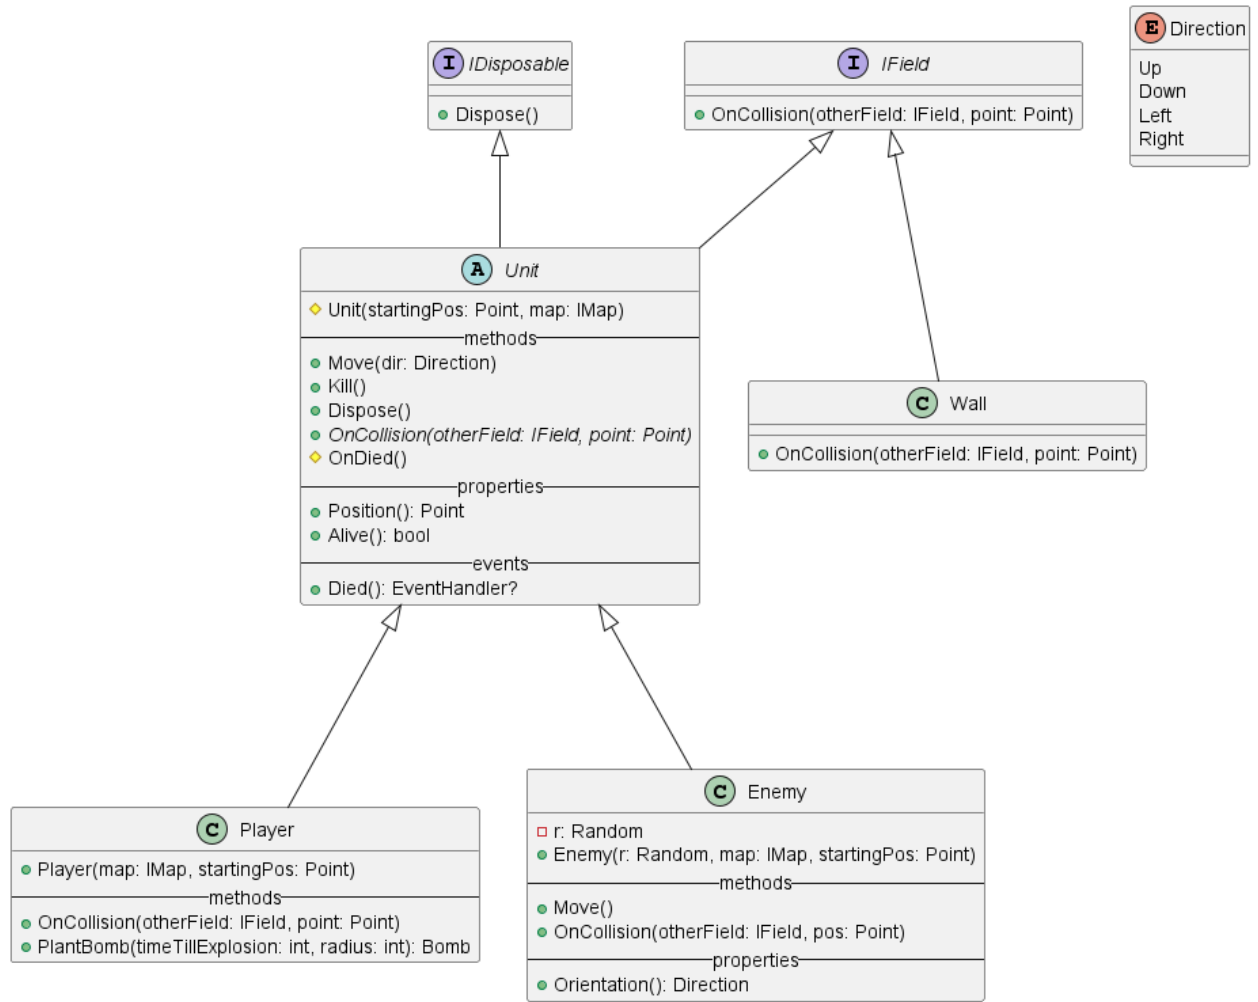 I IDisposable
Dispose()
I IField
OnCollision(otherField: IField, point: Point)
E Direction
Up
Down
Left
Right
A Unit
Unit(startingPos: Point, map: IMap)
methods
Move(dir: Direction)
Kill()
Dispose()
OnCollision(otherField: IField, point: Point)
OnDied()
properties
Position(): Point
Alive(): bool
events
Died(): EventHandler?
C Wall
OnCollision(otherField: IField, point: Point)
C Player
Player(map: IMap, startingPos: Point)
methods
OnCollision(otherField: IField, point: Point)
PlantBomb(timeTillExplosion: int, radius: int): Bomb
C Enemy
r: Random
Enemy(r: Random, map: IMap, startingPos: Point)
methods
Move()
OnCollision(otherField: IField, pos: Point)
properties
Orientation(): Direction